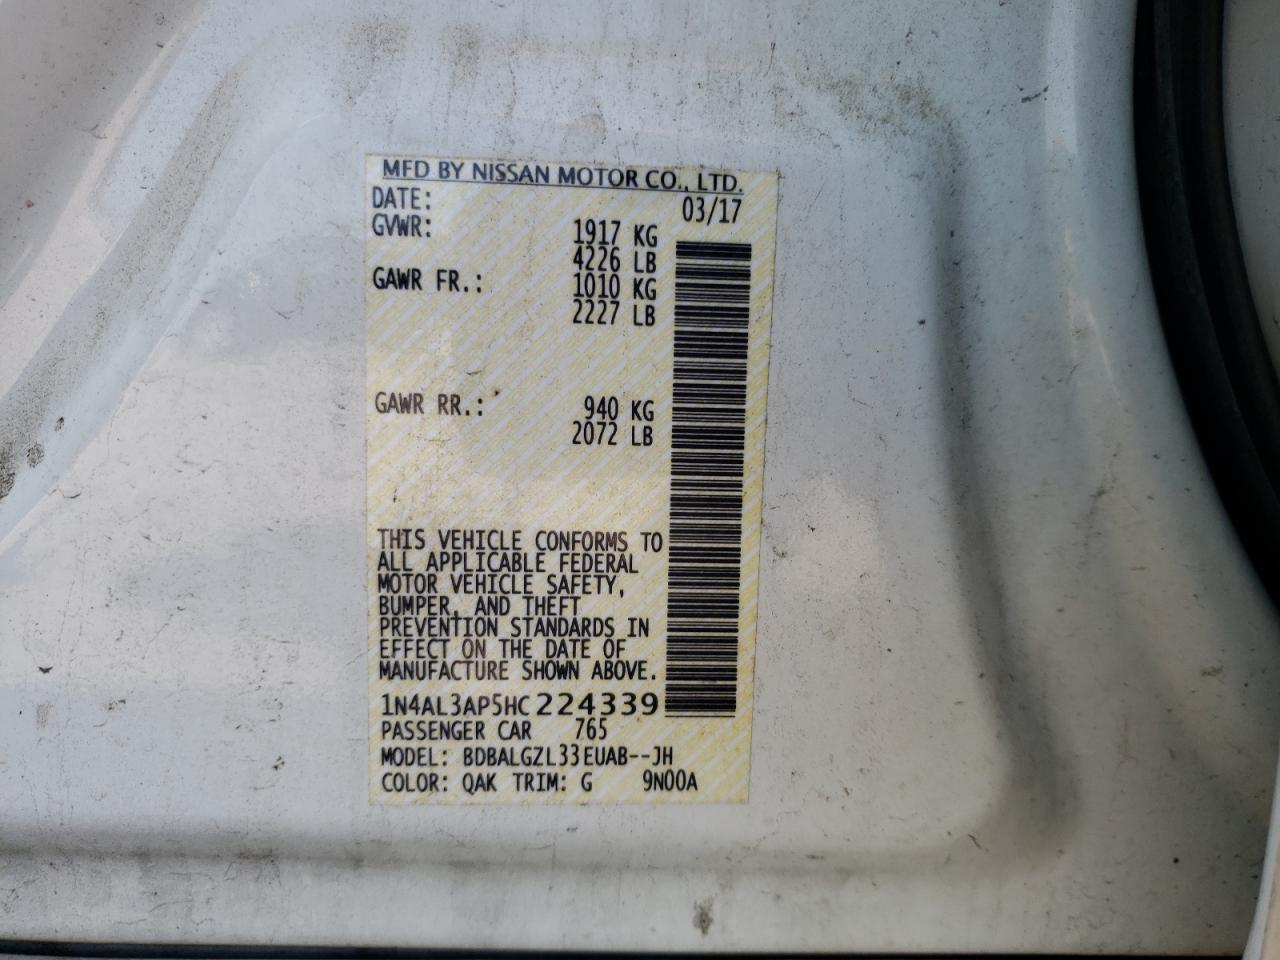 MFD BY NISSAN MOTOR CO., LTD.
DATE: 03/17
GVWR: 1917 KG
4226 LB
GAWR FR.: 1010 KG
2227 LB
GAWR RR.: 940 KG
2072 LB
THIS VEHICLE CONFORMS TO
ALL APPLICABLE FEDERAL
MOTOR VEHICLE SAFETY,
BUMPER, AND THEFT
PREVENTION STANDARDS IN
EFFECT ON THE DATE OF
MANUFACTURE SHOWN ABOVE.
1N4AL3AP5HC224339
PASSENGER CAR 765
MODEL: BDBALGZL33EUAB--JH
COLOR: QAK TRIM: G 9N00A